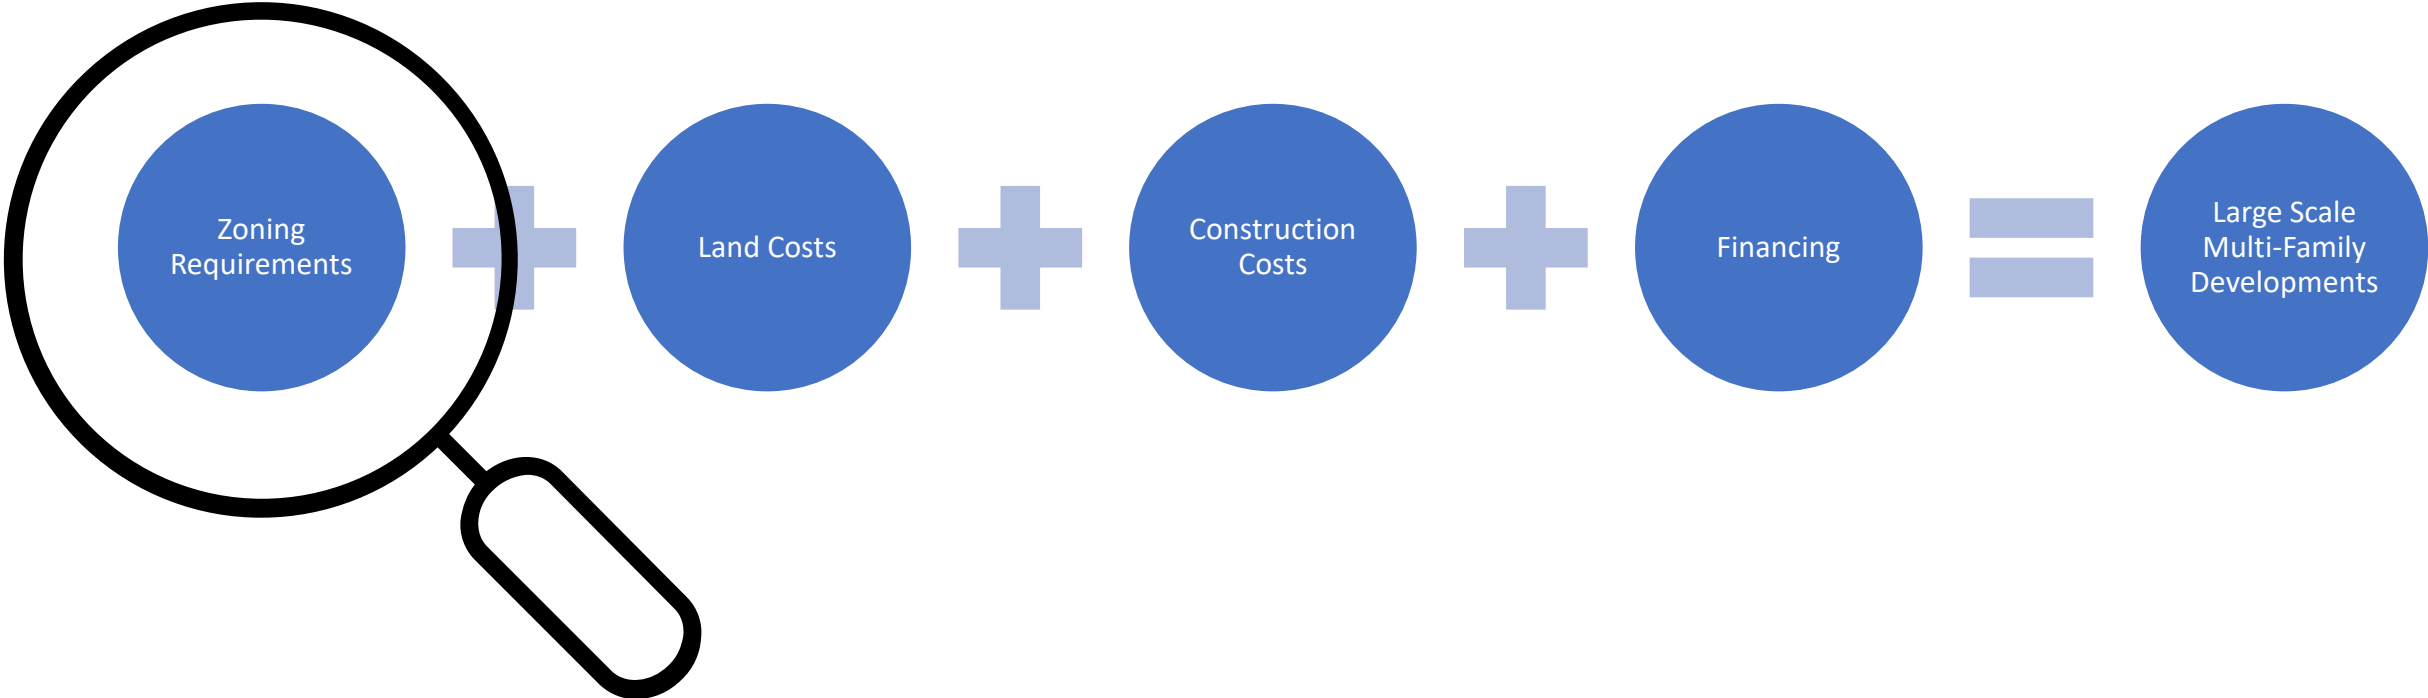 Zoning
Requirements
Land Costs
Construction
Costs
Financing
Large Scale
Multi-Family
Developments